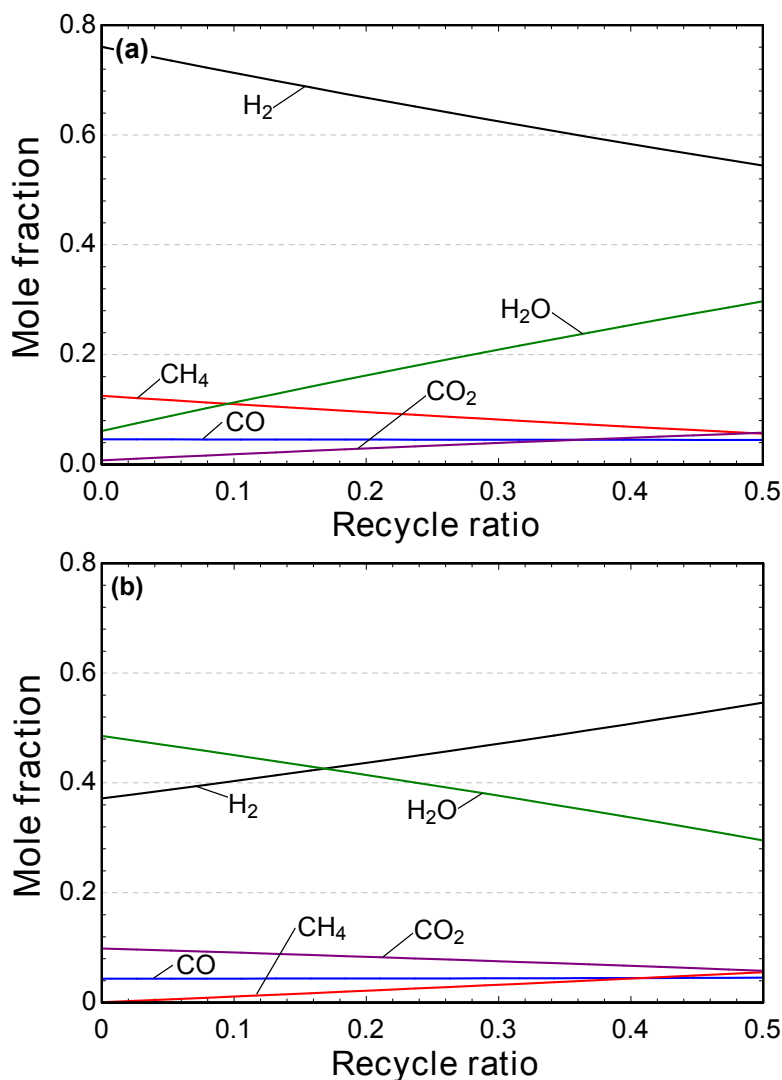 (a)
0.8
0.6
0.4
0.2
0.0
Mole fraction
H₂
H₂O
CH₄
CO₂
CO
0.0 0.1 0.2 0.3 0.4 0.5
Recycle ratio
(b)
0.8
0.6
0.4
0.2
0
Mole fraction
H₂
H₂O
CH₄
CO₂
CO
0 0.1 0.2 0.3 0.4 0.5
Recycle ratio